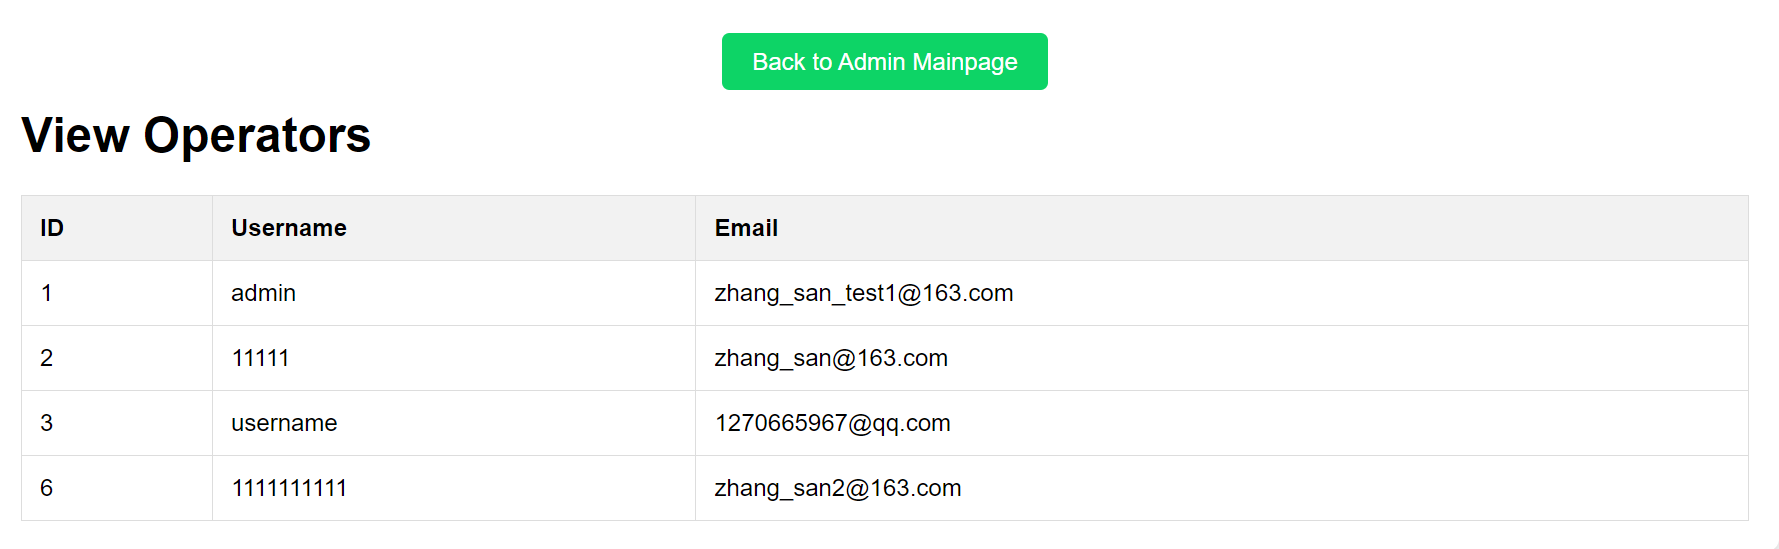 Back to Admin Mainpage
View Operators
ID Username Email
1 admin zhang_san_test1@163.com
2 11111 zhang_san@163.com
3 username 1270665967@qq.com
6 1111111111 zhang_san2@163.com